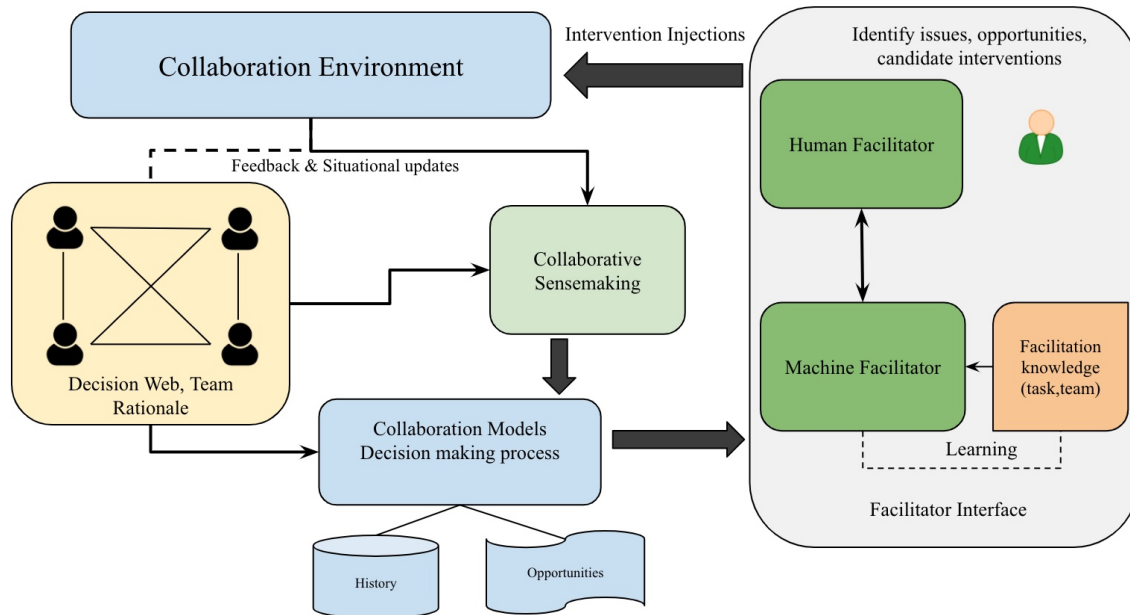 Collaboration Environment
Intervention Injections
Identify issues, opportunities,
candidate interventions
Human Facilitator
Feedback & Situational updates
Collaborative
Sensemaking
Decision Web, Team
Rationale
Machine Facilitator
Facilitation
knowledge
(task,team)
Learning
Facilitator Interface
Collaboration Models
Decision making process
History
Opportunities